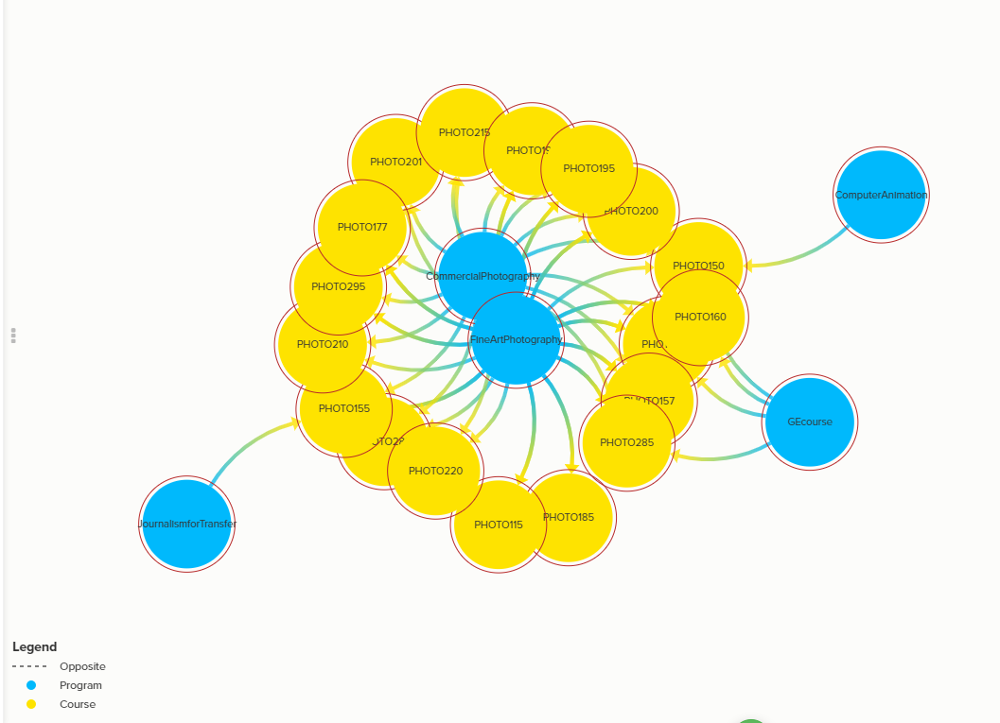 PHOTO215
PHOTO195
PHOTO201
PHOTO200
PHOTO177
PHOTO150
PHOTO295
PHOTO160
PHOTO210
PHOTO157
PHOTO155
PHOTO285
PHOTO220
PHOTO115
PHOTO185
ComputerAnimation
CommercialPhotography
FineArtPhotography
GEcourse
JournalismforTransfer
Legend
Opposite
Program
Course